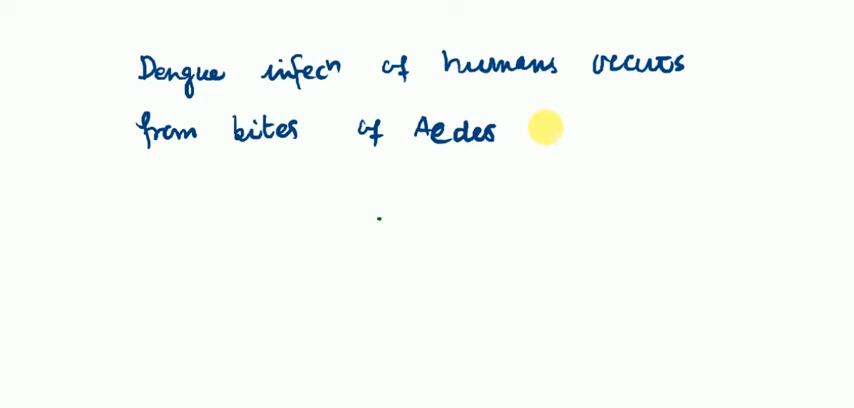 Dengue infecn of humans occurs
from bites of Aedes